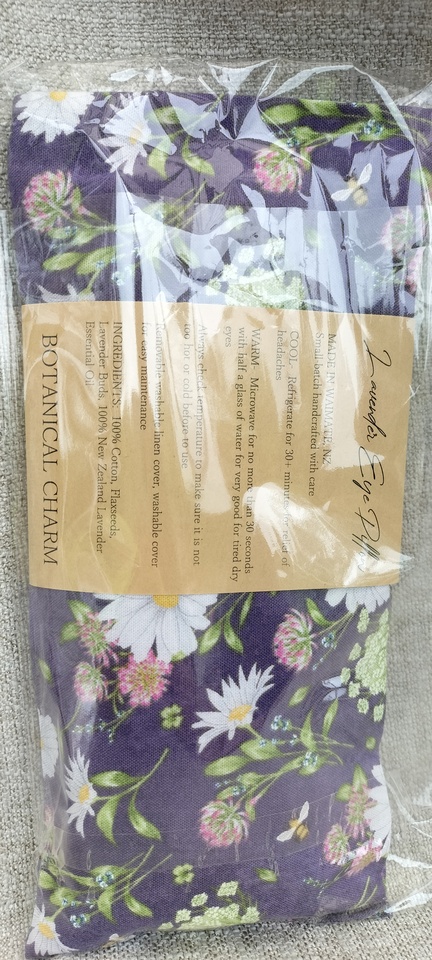 Lavender Eye Pillow
MADE IN WAIWARE, NZ
Small batch handcrafted with care
COOL- Refrigerate for 30+ minutes for relief of
headaches
WARM- Microwave for no more than 30 seconds
with half a glass of water for very good for tired dry
eyes
Always check temperature to make sure it is not
too hot or cold before to use
Removable washable linen cover, washable cover
for easy maintenance
INGREDIENTS- 100% Cotton, Flaxseeds,
Lavender Buds, 100% New Zealand Lavender
Essential Oil
BOTANICAL CHARM